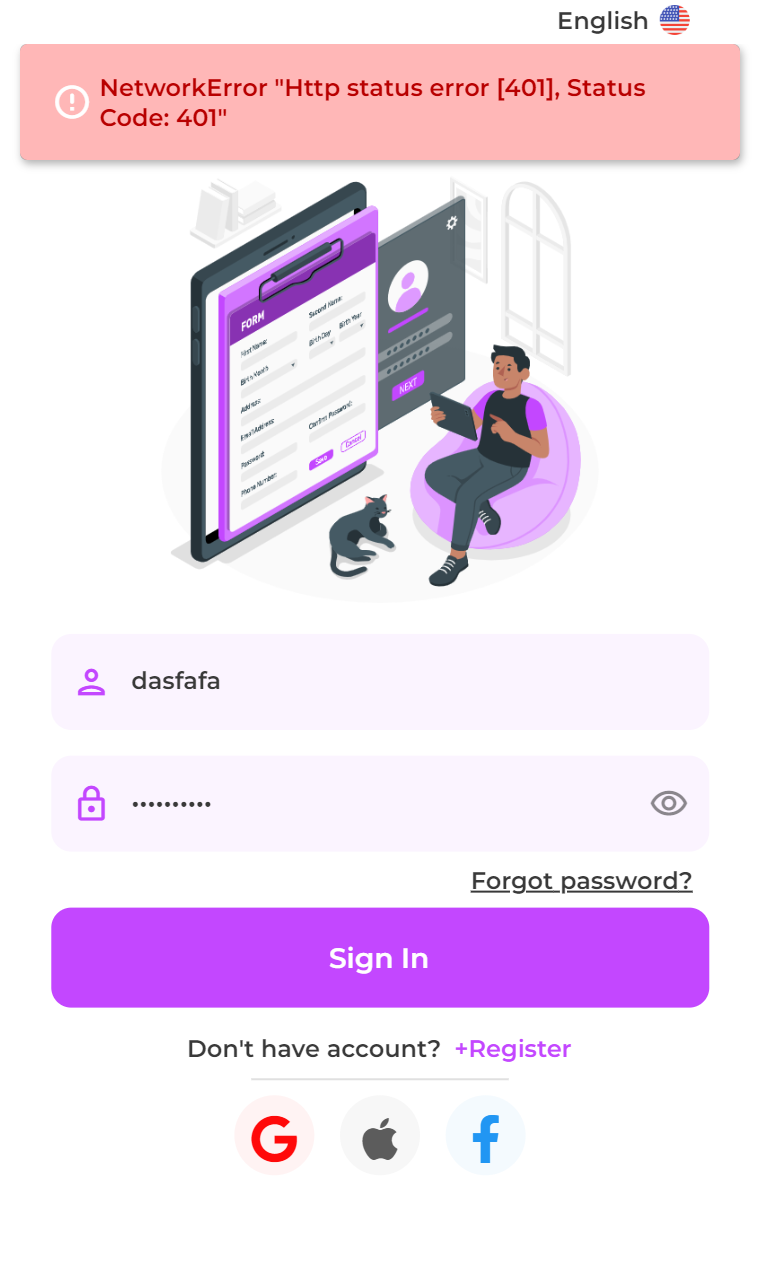 English
NetworkError "Http status error [401], Status
Code: 401"
FORM
First Name:
Second Name:
Birth Month
Birth Day
Birth Year
Address:
Email Address:
Password:
Confirm Password:
Phone Number:
Save
Cancel
NEXT
dasfafa
••••••••••
Forgot password?
Sign In
Don't have account? +Register